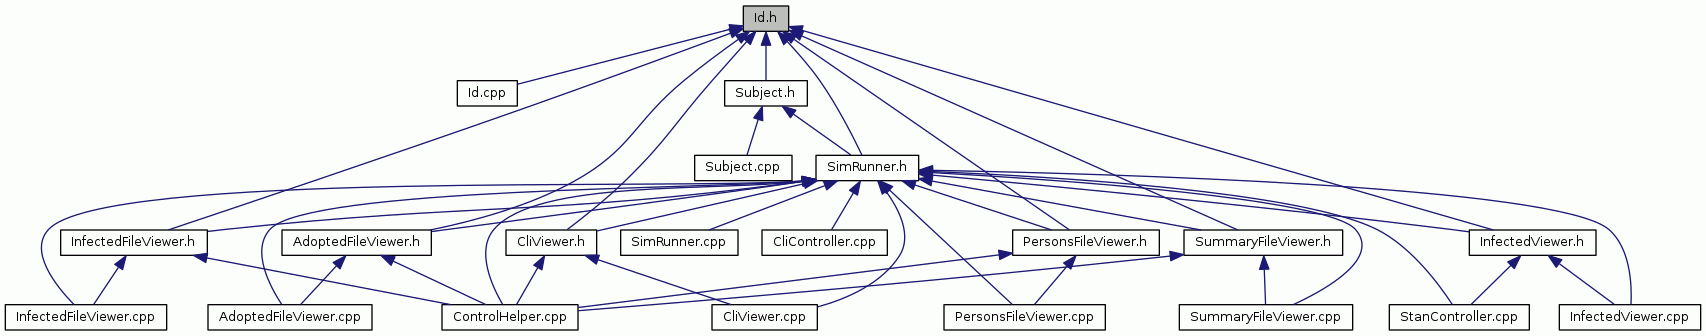 Id.h
Id.cpp
Subject.h
Subject.cpp
SimRunner.h
InfectedFileViewer.h
AdoptedFileViewer.h
CliViewer.h
SimRunner.cpp
CliController.cpp
PersonsFileViewer.h
SummaryFileViewer.h
InfectedViewer.h
InfectedFileViewer.cpp
AdoptedFileViewer.cpp
ControlHelper.cpp
CliViewer.cpp
PersonsFileViewer.cpp
SummaryFileViewer.cpp
StanController.cpp
InfectedViewer.cpp